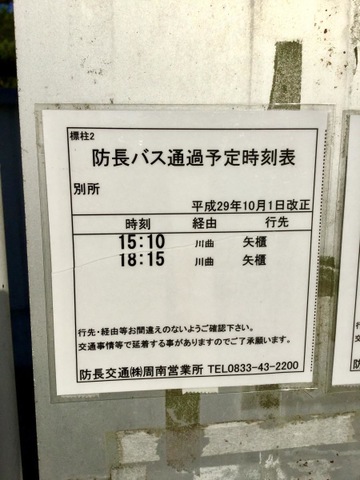 標柱2
防長バス通過予定時刻表
別所
平成29年10月1日改正
時刻 経由 行先
15:10 川曲 矢櫃
18:15 川曲 矢櫃
行先・経由等お間違えのないようご確認下さい。
交通事情等で延着する事がありますのでご了承願います。
防長交通㈱周南営業所 TEL0833-43-2200